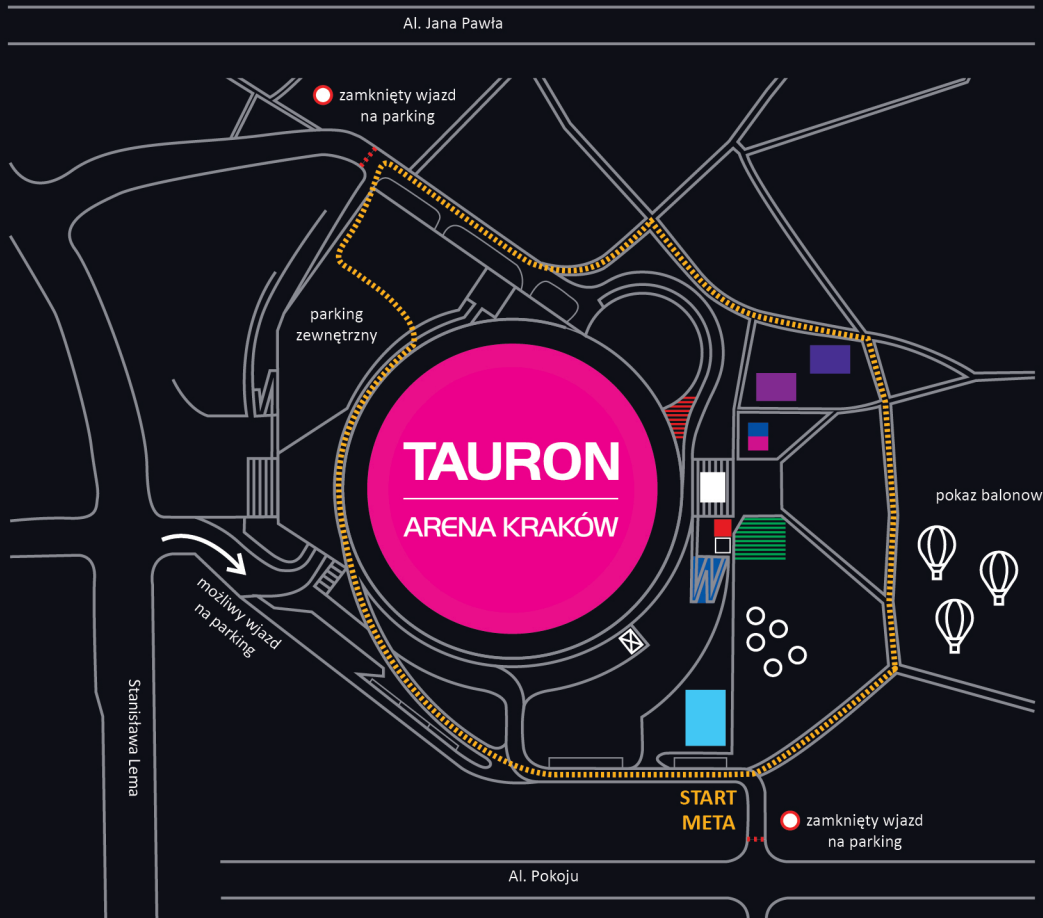 Al. Jana Pawła
zamknięty wjazd
na parking
parking
zewnętrzny
TAURON
ARENA KRAKÓW
pokaz balonow
możliwy wjazd
na parking
Stanisława Lema
START
META
zamknięty wjazd
na parking
Al. Pokoju